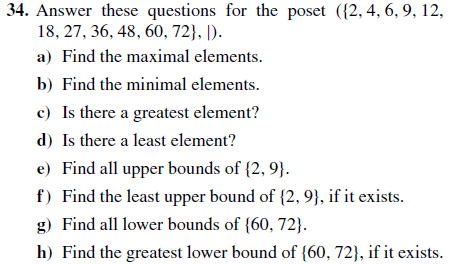 34. Answer these questions for the poset ({2, 4, 6, 9, 12,
18, 27, 36, 48, 60, 72}, |).
a) Find the maximal elements.
b) Find the minimal elements.
c) Is there a greatest element?
d) Is there a least element?
e) Find all upper bounds of {2, 9}.
f) Find the least upper bound of {2, 9}, if it exists.
g) Find all lower bounds of {60, 72}.
h) Find the greatest lower bound of {60, 72}, if it exists.